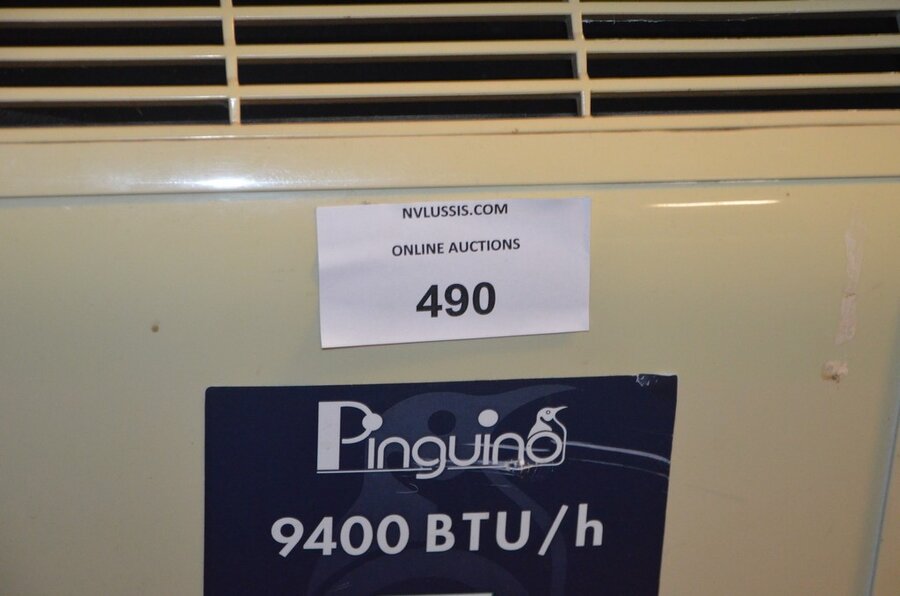 NVLUSSIS.COM
ONLINE AUCTIONS
490
Pinguino
9400 BTU/h